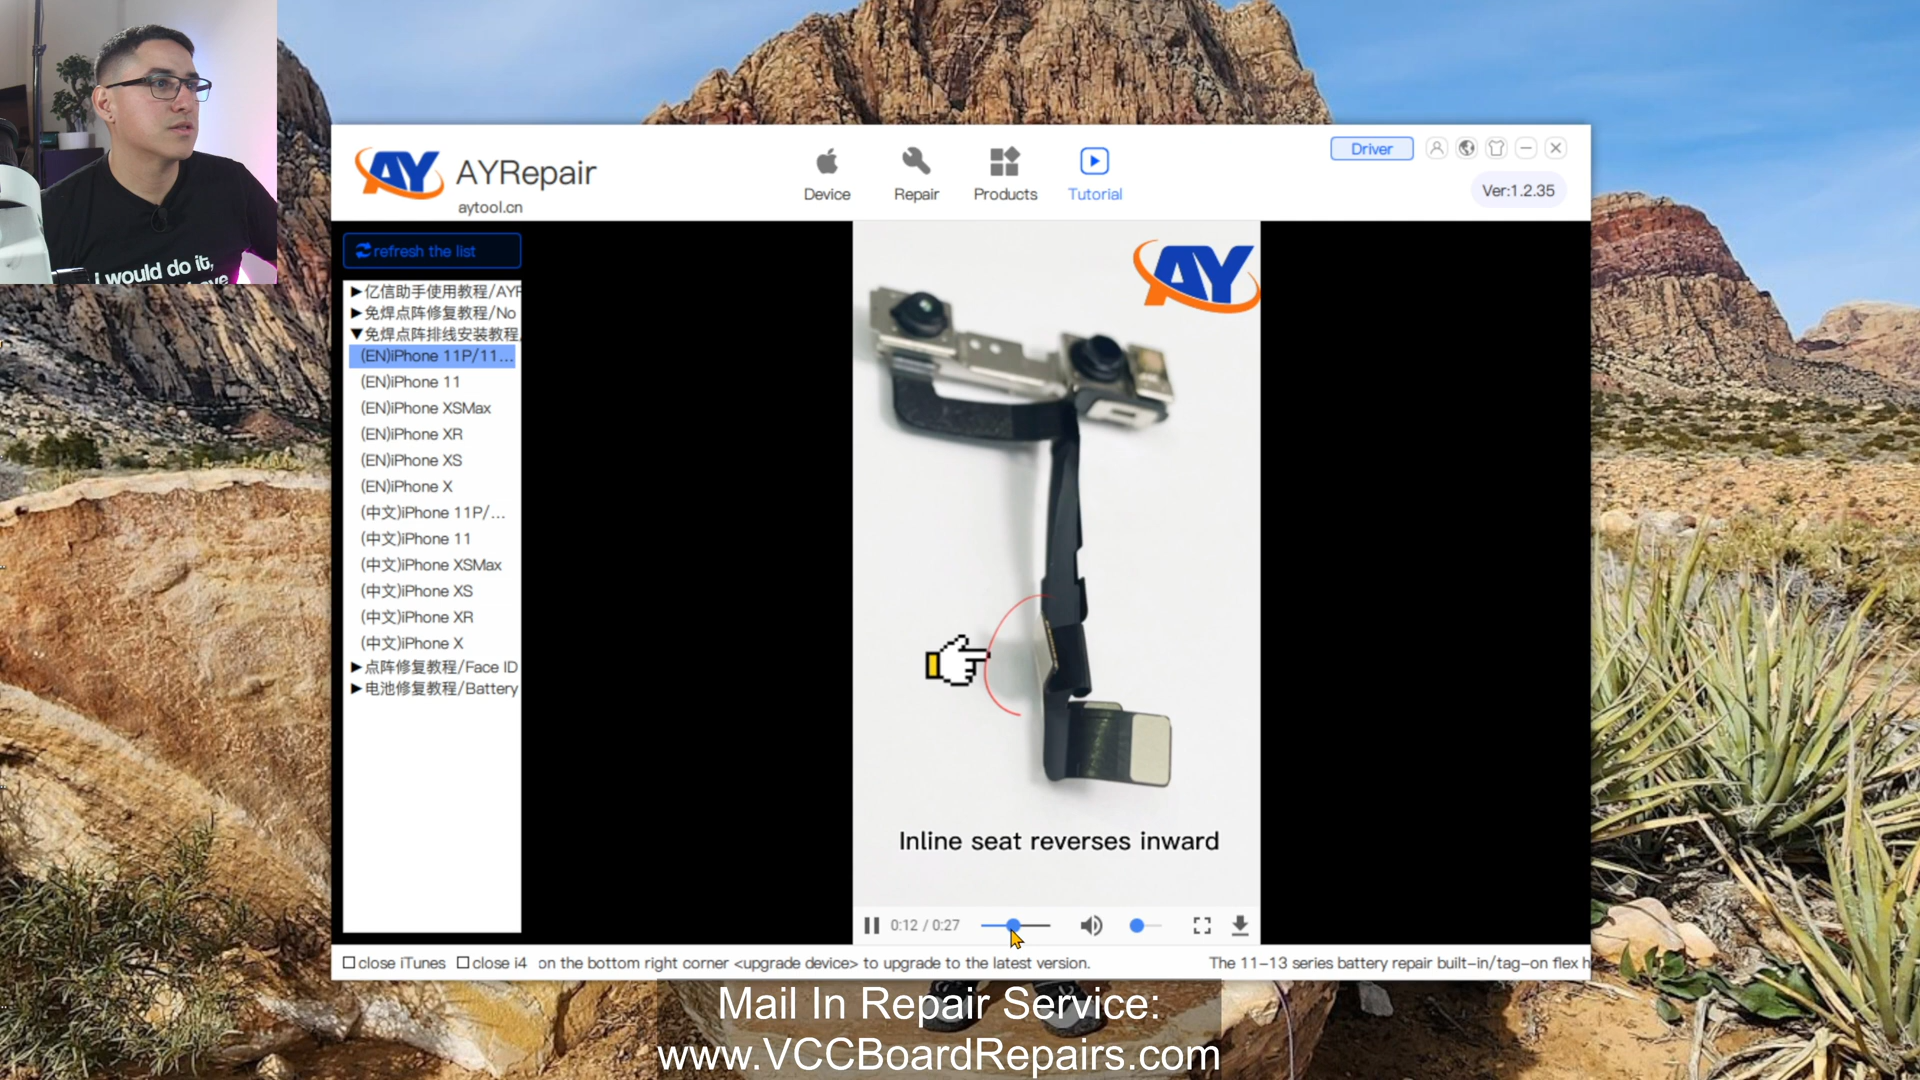 I would do it,
AY
AYRepair
aytool.cn
Device
Repair
Products
Tutorial
Driver
Ver:1.2.35
refresh the list
▶亿信助手使用教程/AYR
▶免焊点阵修复教程/No
▼免焊点阵排线安装教程
(EN)iPhone 11P/11...
(EN)iPhone 11
(EN)iPhone XSMax
(EN)iPhone XR
(EN)iPhone XS
(EN)iPhone X
(中文)iPhone 11P/...
(中文)iPhone 11
(中文)iPhone XSMax
(中文)iPhone XS
(中文)iPhone XR
(中文)iPhone X
▶点阵修复教程/Face ID
▶电池修复教程/Battery
AY
Inline seat reverses inward
0:12 / 0:27
close iTunes
close i4
on the bottom right corner <upgrade device> to upgrade to the latest version.
The 11-13 series battery repair built-in/tag-on flex h
Mail In Repair Service:
www.VCCBoardRepairs.com